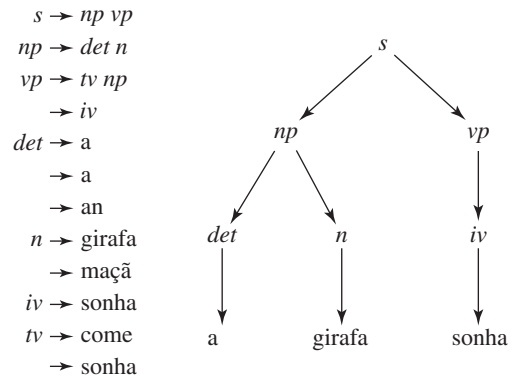 s → np vp
np → det n
vp → tv np
→ iv
det → a
→ a
→ an
n → girafa
→ maçã
iv → sonha
tv → come
→ sonha
s
np vp
det n iv
a girafa sonha